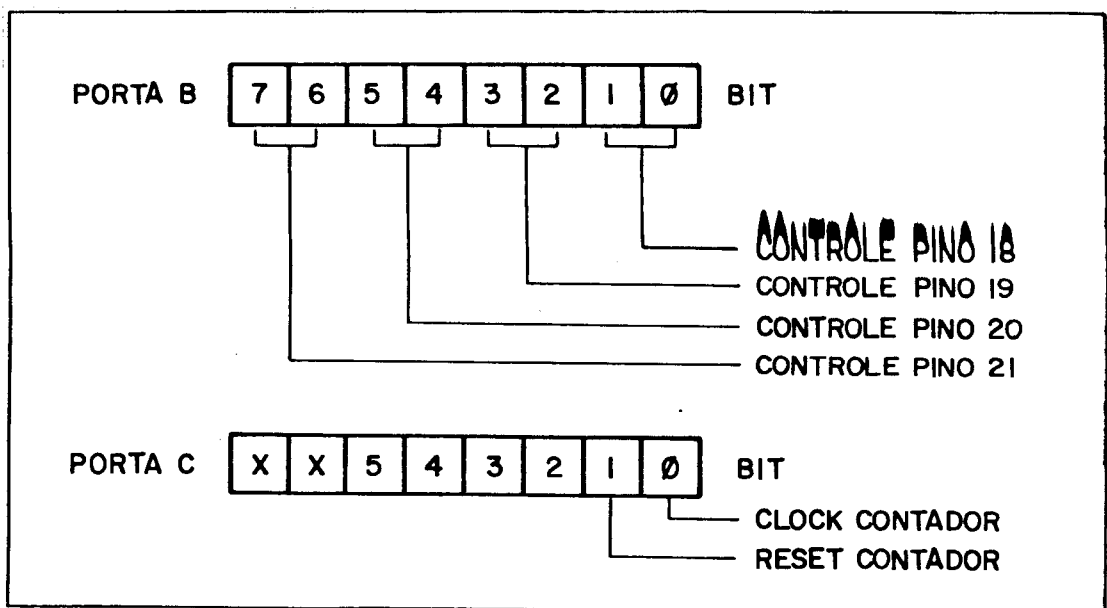 PORTA B 7 6 5 4 3 2 1 Ø BIT
CONTROLE PINO 18
CONTROLE PINO 19
CONTROLE PINO 20
CONTROLE PINO 21
PORTA C X X 5 4 3 2 1 Ø BIT
CLOCK CONTADOR
RESET CONTADOR